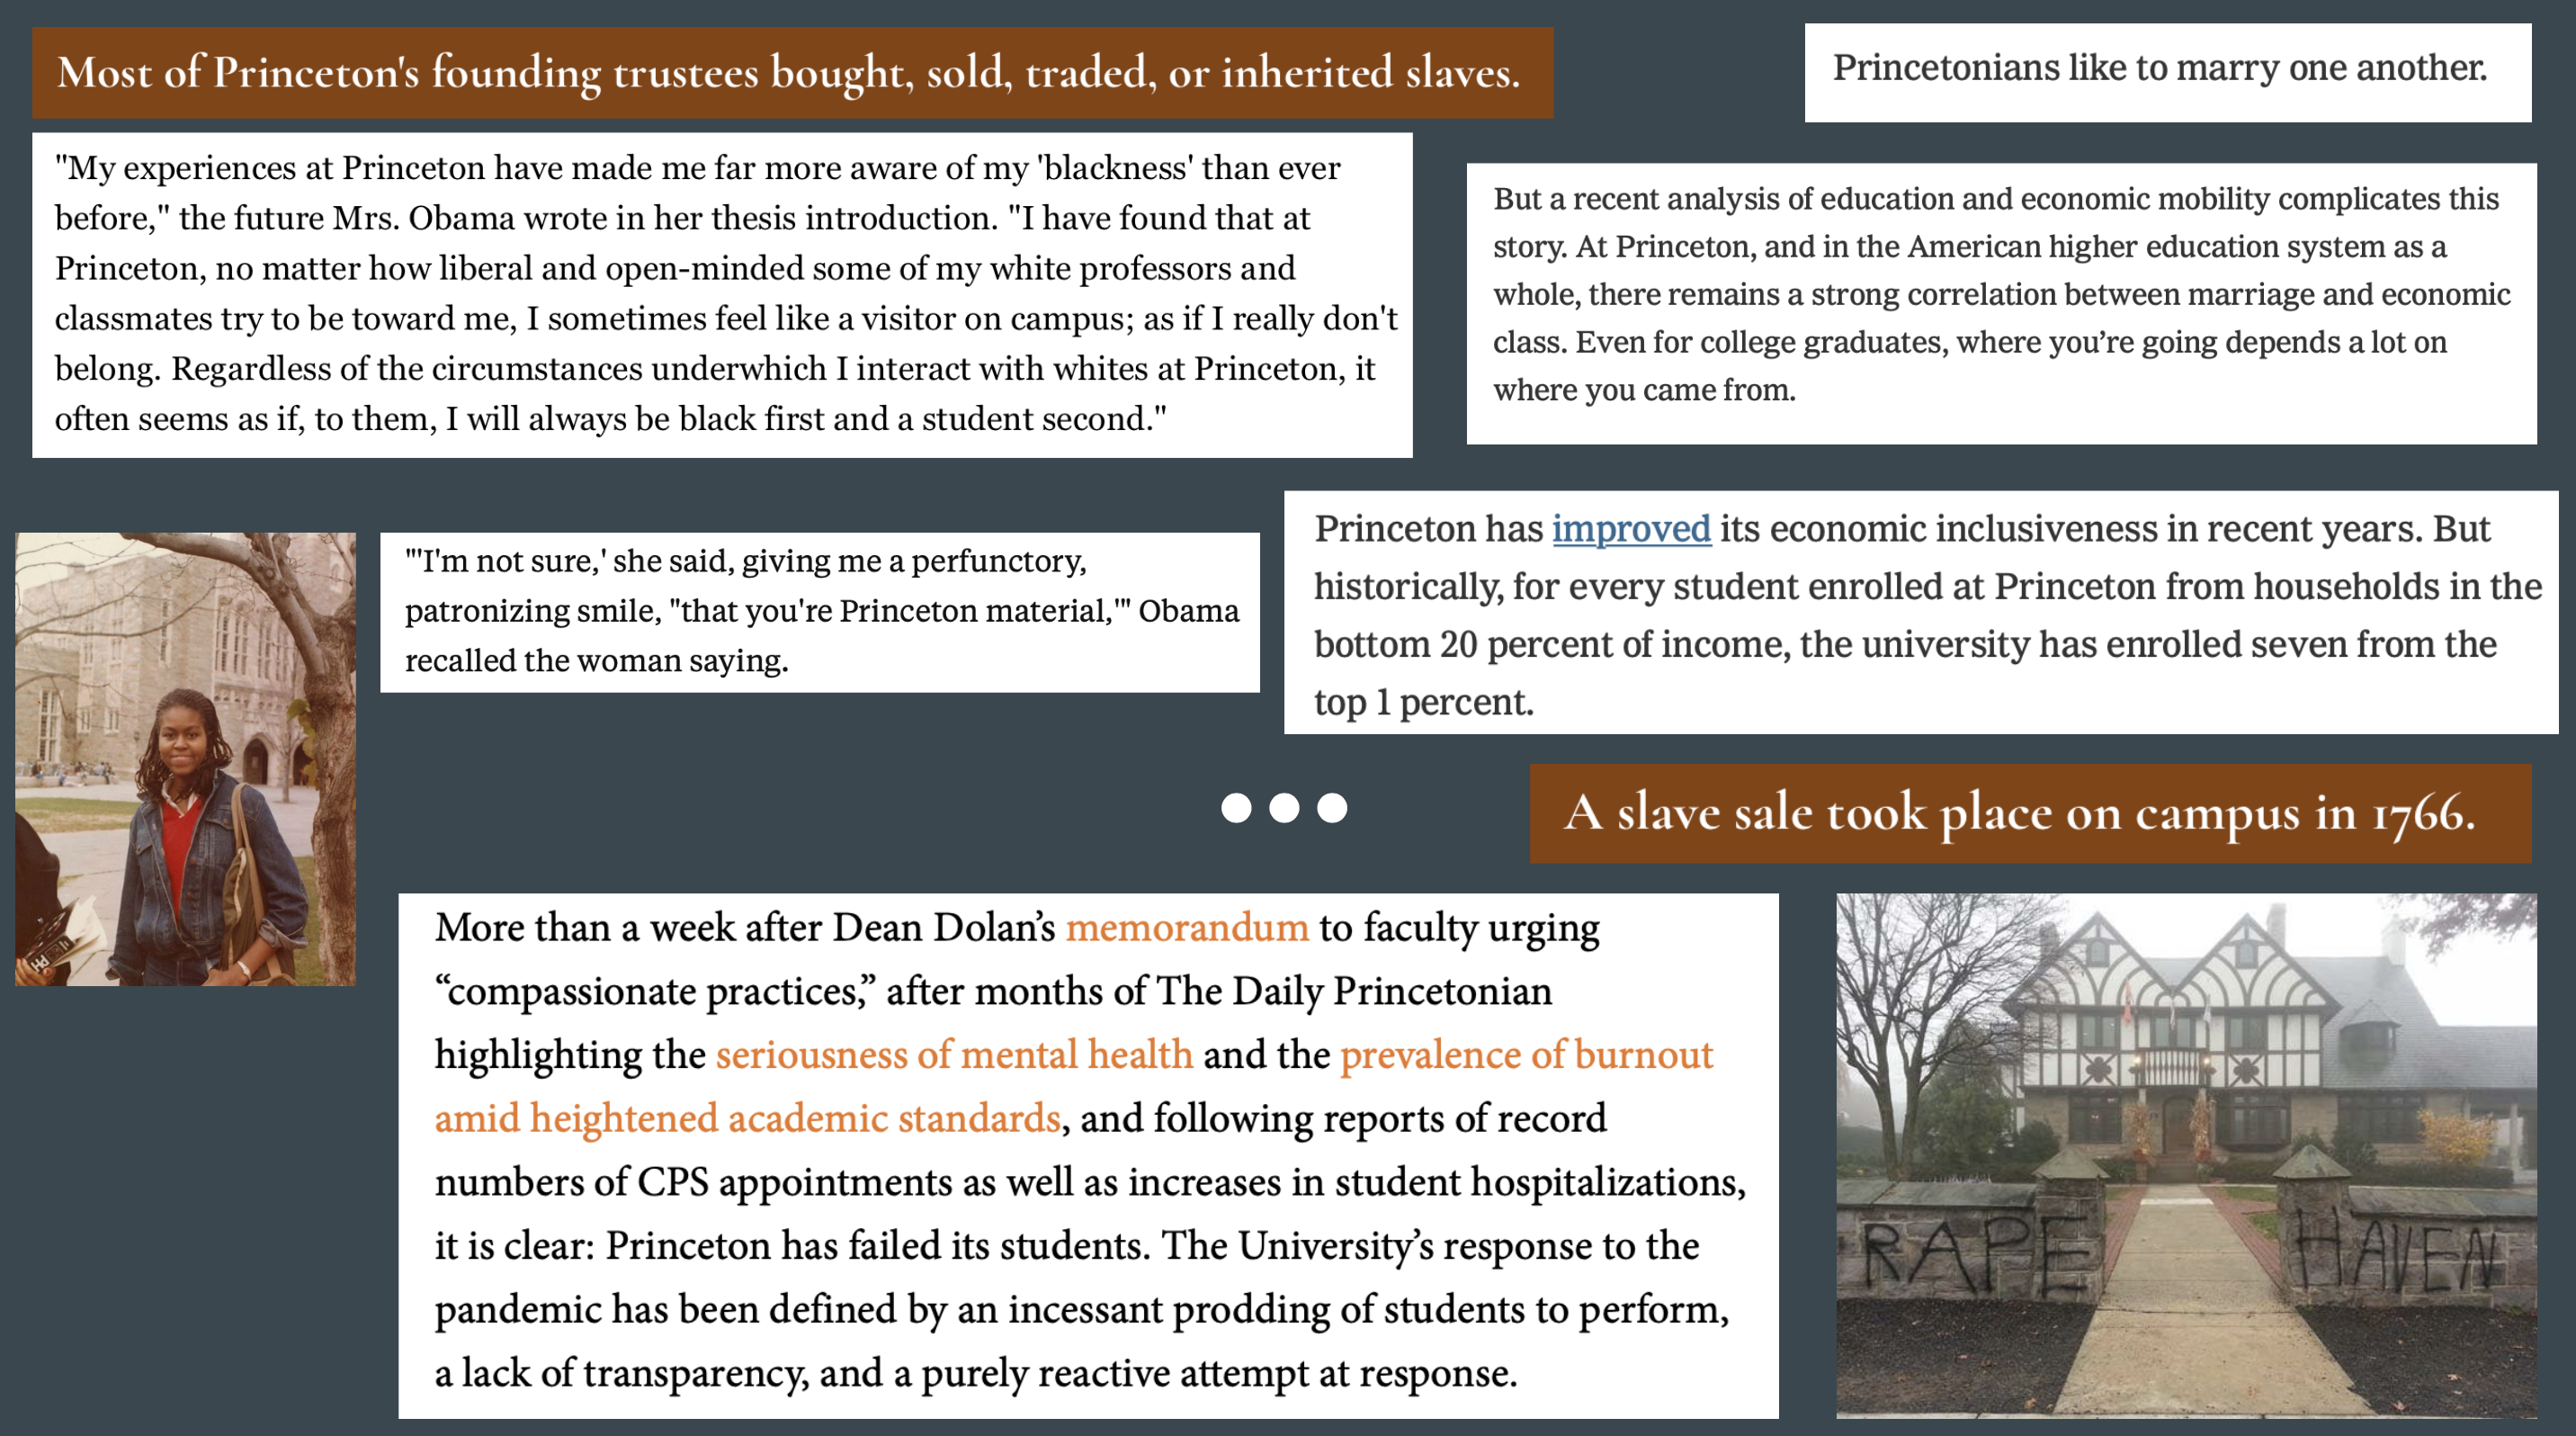 Most of Princeton's founding trustees bought, sold, traded, or inherited slaves.
Princetonians like to marry one another.
"My experiences at Princeton have made me far more aware of my 'blackness' than ever
before," the future Mrs. Obama wrote in her thesis introduction. "I have found that at
Princeton, no matter how liberal and open-minded some of my white professors and
classmates try to be toward me, I sometimes feel like a visitor on campus; as if I really don't
belong. Regardless of the circumstances underwhich I interact with whites at Princeton, it
often seems as if, to them, I will always be black first and a student second."
But a recent analysis of education and economic mobility complicates this
story. At Princeton, and in the American higher education system as a
whole, there remains a strong correlation between marriage and economic
class. Even for college graduates, where you’re going depends a lot on
where you came from.
"'I'm not sure,' she said, giving me a perfunctory,
patronizing smile, "that you're Princeton material,'" Obama
recalled the woman saying.
Princeton has improved its economic inclusiveness in recent years. But
historically, for every student enrolled at Princeton from households in the
bottom 20 percent of income, the university has enrolled seven from the
top 1 percent.
A slave sale took place on campus in 1766.
More than a week after Dean Dolan’s memorandum to faculty urging
“compassionate practices,” after months of The Daily Princetonian
highlighting the seriousness of mental health and the prevalence of burnout
amid heightened academic standards, and following reports of record
numbers of CPS appointments as well as increases in student hospitalizations,
it is clear: Princeton has failed its students. The University’s response to the
pandemic has been defined by an incessant prodding of students to perform,
a lack of transparency, and a purely reactive attempt at response.
RAPE HAVEN